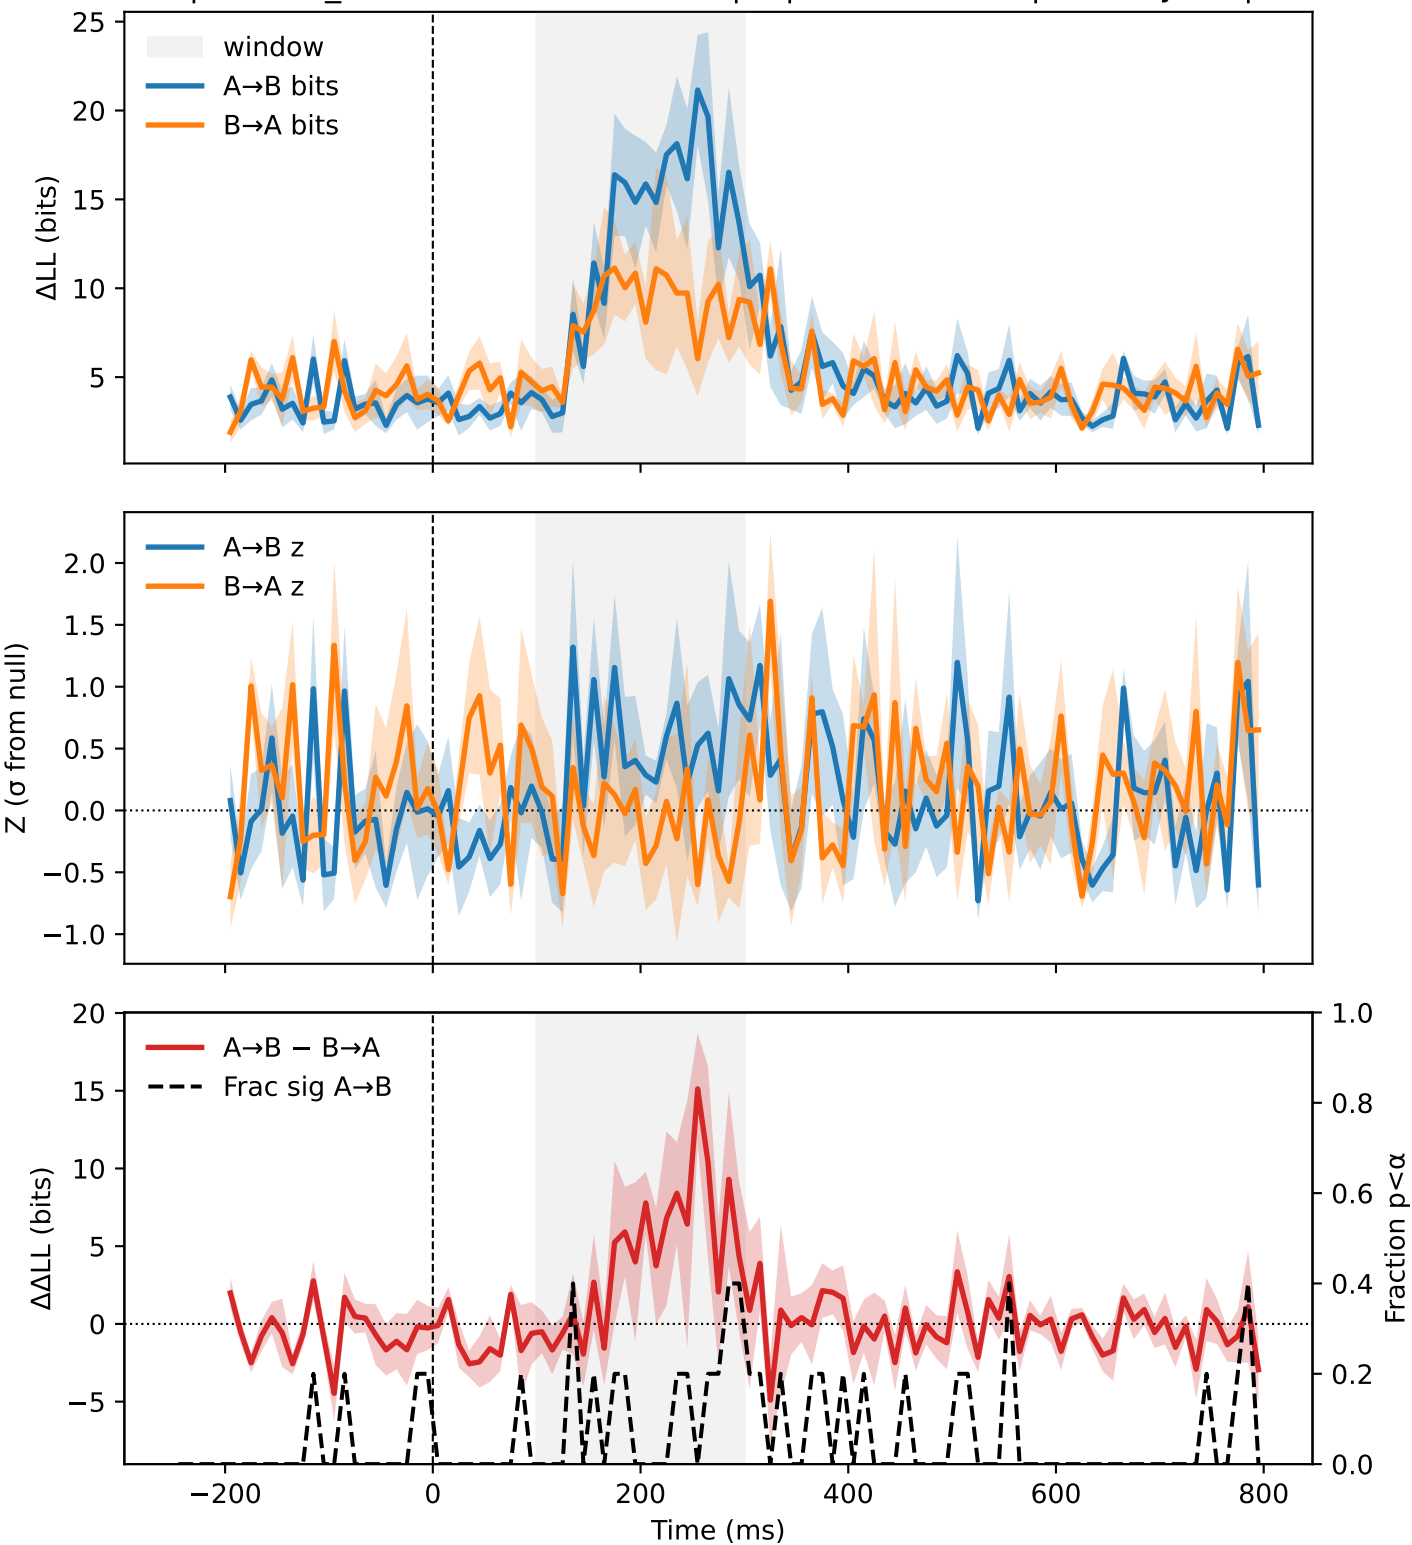 25
20
15
10
5
ΔLL (bits)
window
A→B bits
B→A bits
2.0
1.5
1.0
0.5
0.0
−0.5
−1.0
Z (σ from null)
A→B z
B→A z
20
15
10
5
0
−5
ΔΔLL (bits)
A→B − B→A
Frac sig A→B
1.0
0.8
0.6
0.4
0.2
0.0
Fraction p<α
−200 0 200 400 600 800
Time (ms)